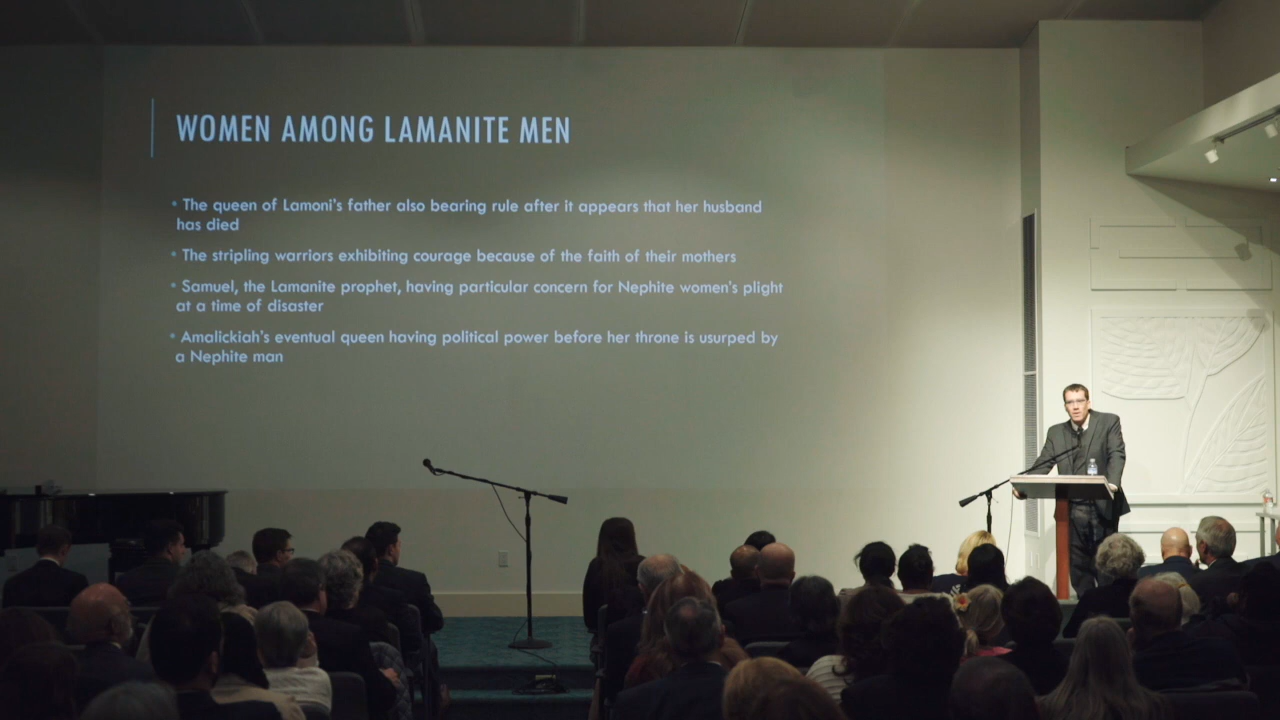 WOMEN AMONG LAMANITE MEN
• The queen of Lamoni's father also bearing rule after it appears that her husband
has died
• The stripling warriors exhibiting courage because of the faith of their mothers
• Samuel, the Lamanite prophet, having particular concern for Nephite women's plight
at a time of disaster
• Amalickiah's eventual queen having political power before her throne is usurped by
a Nephite man